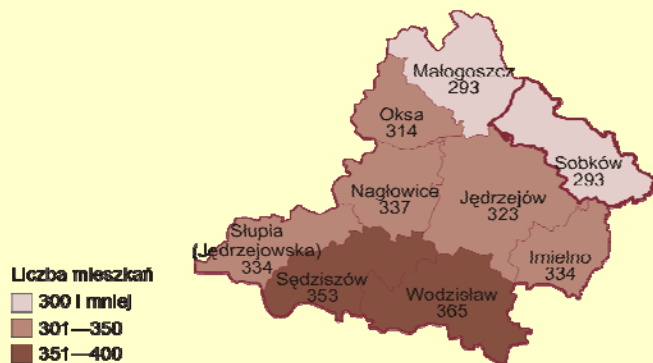 Małogoszcz
293
Oksa
314
Sobków
293
Nagłowice
337
Jędrzejów
323
Słupia
(Jędrzejowska)
334
Imielno
334
Sędziszów
353
Wodzisław
365
Liczba mieszkań
300 i mniej
301—350
351—400